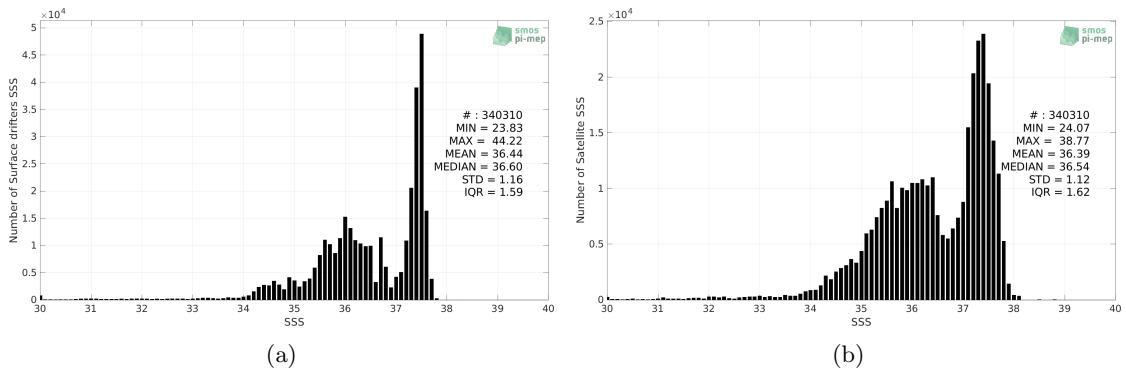 ×10⁴
5
4.5
4
3.5
3
2.5
2
1.5
1
0.5
0
Number of Surface drifters SSS
smos
pi-mep
# : 340310
MIN = 23.83
MAX = 44.22
MEAN = 36.44
MEDIAN = 36.60
STD = 1.16
IQR = 1.59
30 31 32 33 34 35 36 37 38 39 40
SSS
(a)
×10⁴
2.5
2
1.5
1
0.5
0
Number of Satellite SSS
smos
pi-mep
# : 340310
MIN = 24.07
MAX = 38.77
MEAN = 36.39
MEDIAN = 36.54
STD = 1.12
IQR = 1.62
30 31 32 33 34 35 36 37 38 39 40
SSS
(b)